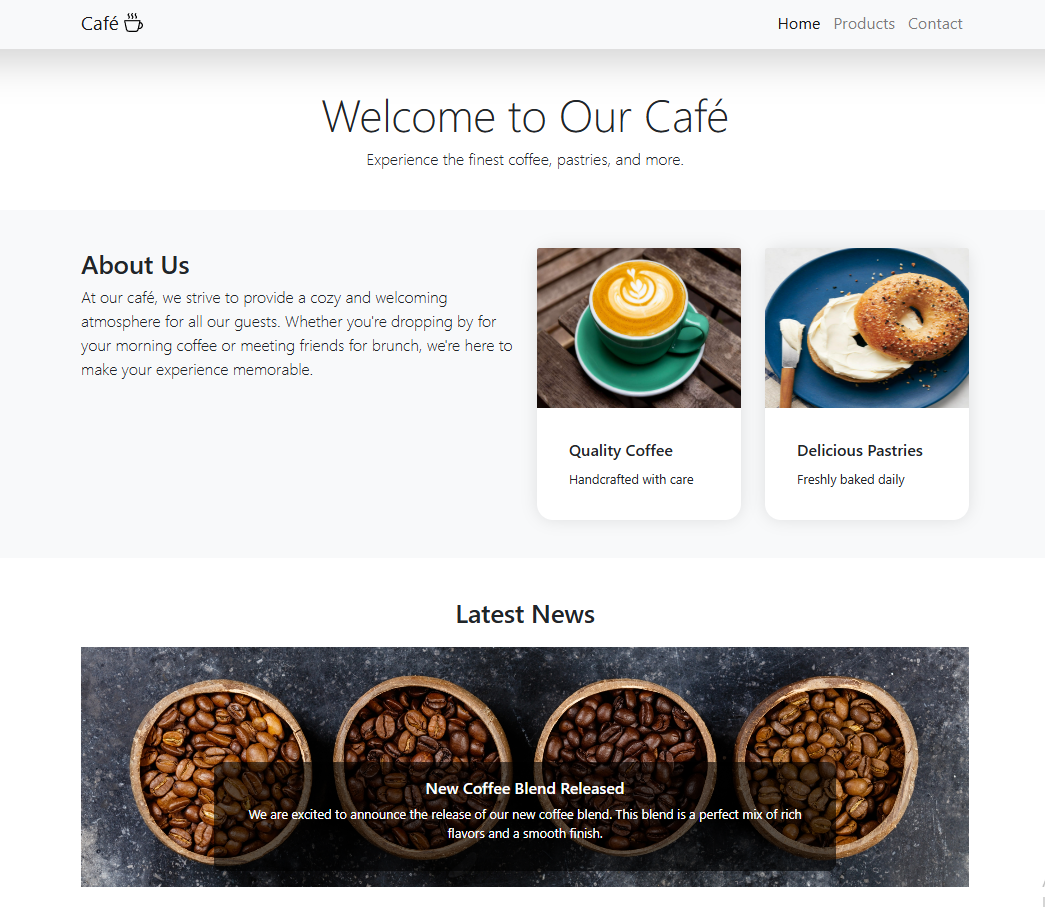 Café
Home Products Contact
Welcome to Our Café
Experience the finest coffee, pastries, and more.
About Us
At our café, we strive to provide a cozy and welcoming
atmosphere for all our guests. Whether you're dropping by for
your morning coffee or meeting friends for brunch, we're here to
make your experience memorable.
Quality Coffee
Handcrafted with care
Delicious Pastries
Freshly baked daily
Latest News
New Coffee Blend Released
We are excited to announce the release of our new coffee blend. This blend is a perfect mix of rich
flavors and a smooth finish.